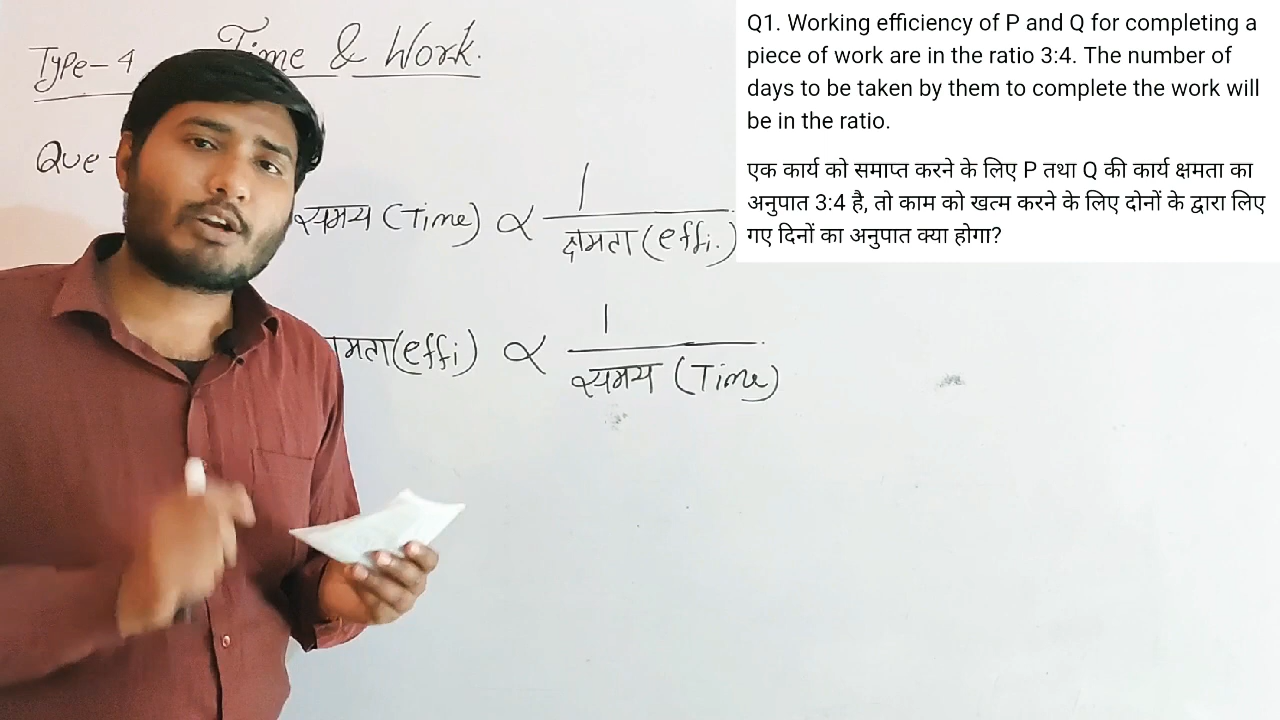 Type-4
Time & Work.
Que-
समय (Time) ∝ 1
क्षमता (effi.)
मता(effi) ∝ 1
समय (Time)
Q1. Working efficiency of P and Q for completing a
piece of work are in the ratio 3:4. The number of
days to be taken by them to complete the work will
be in the ratio.
एक कार्य को समाप्त करने के लिए P तथा Q की कार्य क्षमता का
अनुपात 3:4 है, तो काम को खत्म करने के लिए दोनों के द्वारा लिए
गए दिनों का अनुपात क्या होगा?